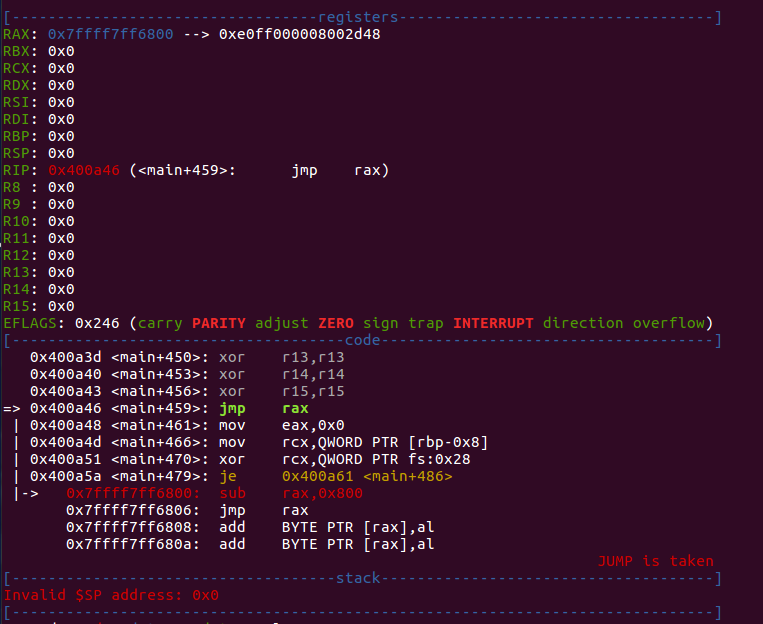 [----------------------------------registers-----------------------------------]
RAX: 0x7ffff7ff6800 --> 0xe0ff000008002d48
RBX: 0x0
RCX: 0x0
RDX: 0x0
RSI: 0x0
RDI: 0x0
RBP: 0x0
RSP: 0x0
RIP: 0x400a46 (<main+459>:      jmp    rax)
R8 : 0x0
R9 : 0x0
R10: 0x0
R11: 0x0
R12: 0x0
R13: 0x0
R14: 0x0
R15: 0x0
EFLAGS: 0x246 (carry PARITY adjust ZERO sign trap INTERRUPT direction overflow)
[-------------------------------------code-------------------------------------]
   0x400a3d <main+450>: xor    r13,r13
   0x400a40 <main+453>: xor    r14,r14
   0x400a43 <main+456>: xor    r15,r15
=> 0x400a46 <main+459>: jmp    rax
 | 0x400a48 <main+461>: mov    eax,0x0
 | 0x400a4d <main+466>: mov    rcx,QWORD PTR [rbp-0x8]
 | 0x400a51 <main+470>: xor    rcx,QWORD PTR fs:0x28
 | 0x400a5a <main+479>: je     0x400a61 <main+486>
 |->   0x7ffff7ff6800: sub    rax,0x800
       0x7ffff7ff6806: jmp    rax
       0x7ffff7ff6808: add    BYTE PTR [rax],al
       0x7ffff7ff680a: add    BYTE PTR [rax],al
                                                                  JUMP is taken
[------------------------------------stack-------------------------------------]
Invalid $SP address: 0x0
[------------------------------------------------------------------------------]